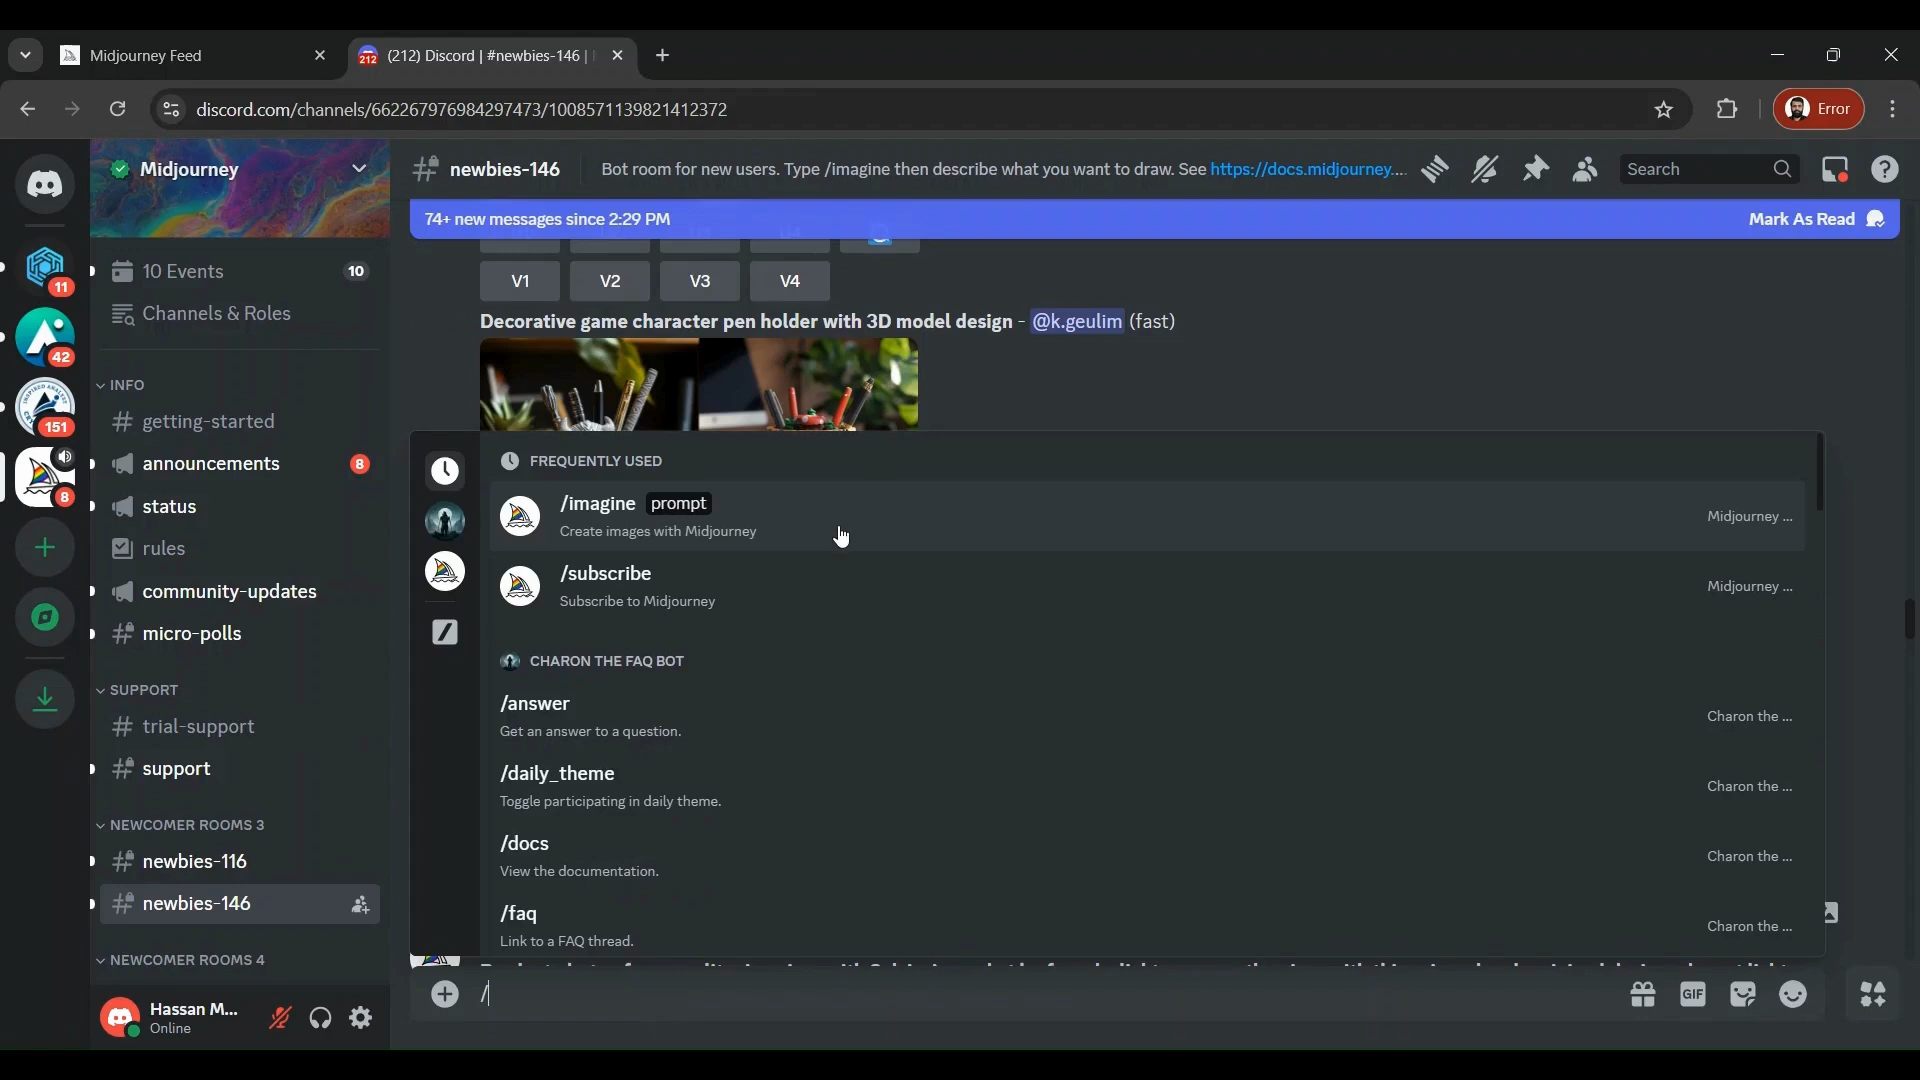 Midjourney Feed
212
(212) Discord | #newbies-146 |
discord.com/channels/662267976984297473/1008571139821412372
Error
Midjourney
newbies-146
Bot room for new users. Type /imagine then describe what you want to draw. See https://docs.midjourney....
Search
74+ new messages since 2:29 PM
Mark As Read
10 Events
10
Channels & Roles
INFO
getting-started
announcements
8
status
rules
community-updates
micro-polls
SUPPORT
trial-support
support
NEWCOMER ROOMS 3
newbies-116
newbies-146
NEWCOMER ROOMS 4
Hassan M...
Online
11
42
151
8
V1
V2
V3
V4
Decorative game character pen holder with 3D model design - @k.geulim (fast)
FREQUENTLY USED
/imagine prompt
Create images with Midjourney
Midjourney ...
/subscribe
Subscribe to Midjourney
Midjourney ...
CHARON THE FAQ BOT
/answer
Get an answer to a question.
Charon the ...
/daily_theme
Toggle participating in daily theme.
Charon the ...
/docs
View the documentation.
Charon the ...
/faq
Link to a FAQ thread.
Charon the ...
/
GIF